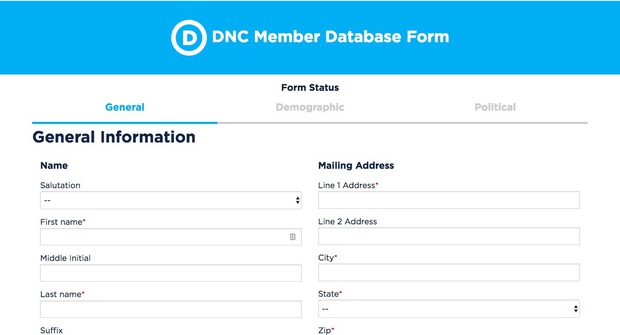 D DNC Member Database Form
Form Status
General Demographic Political
General Information
Name
Salutation
--
First name*
Middle Initial
Last name*
Suffix
Mailing Address
Line 1 Address*
Line 2 Address
City*
State*
--
Zip*